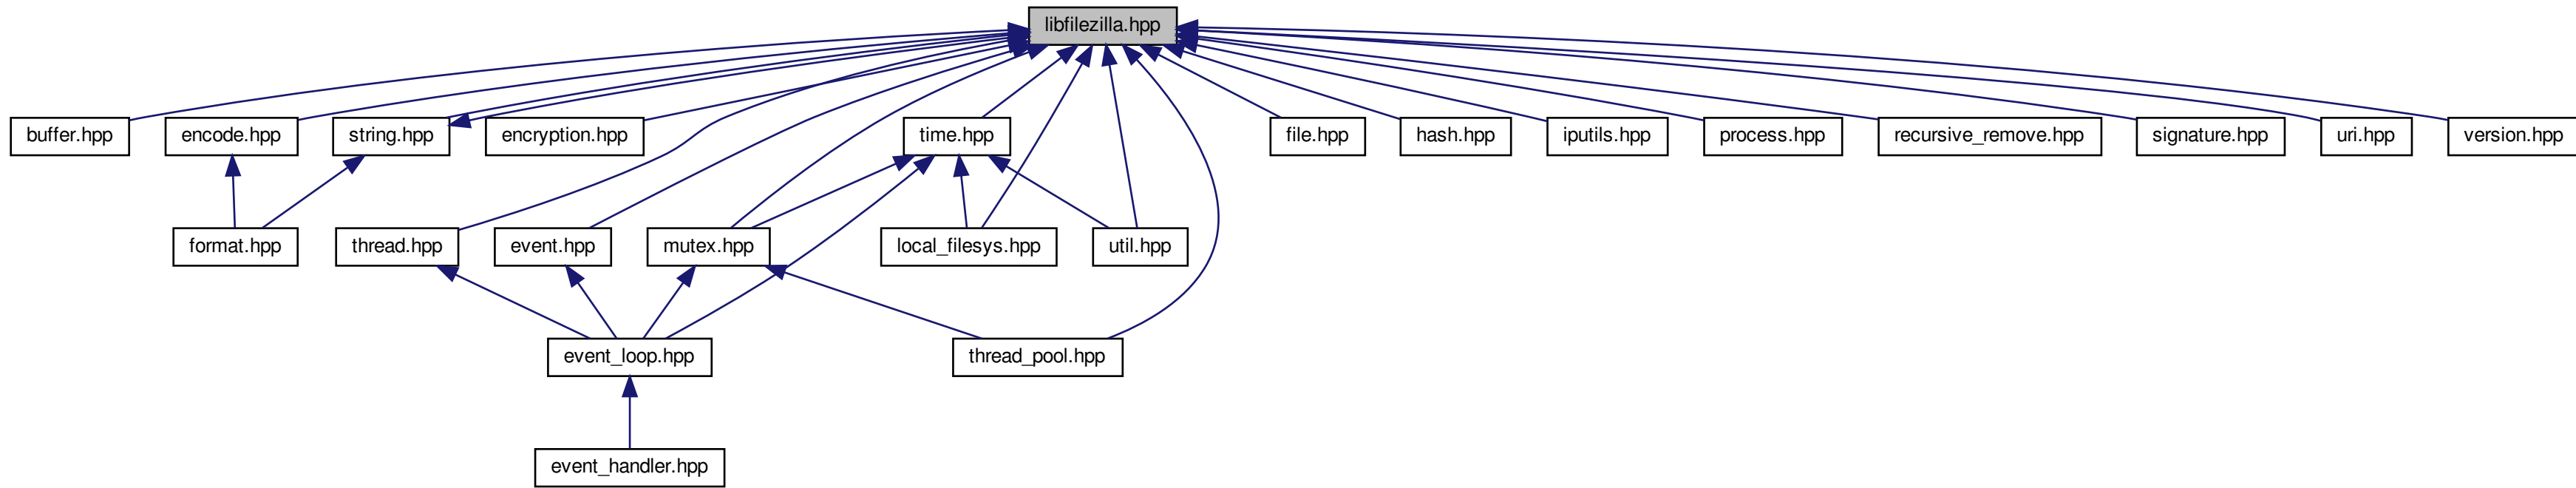 libfilezilla.hpp
buffer.hpp
encode.hpp
string.hpp
encryption.hpp
time.hpp
file.hpp
hash.hpp
iputils.hpp
process.hpp
recursive_remove.hpp
signature.hpp
uri.hpp
version.hpp
format.hpp
thread.hpp
event.hpp
mutex.hpp
local_filesys.hpp
util.hpp
event_loop.hpp
thread_pool.hpp
event_handler.hpp